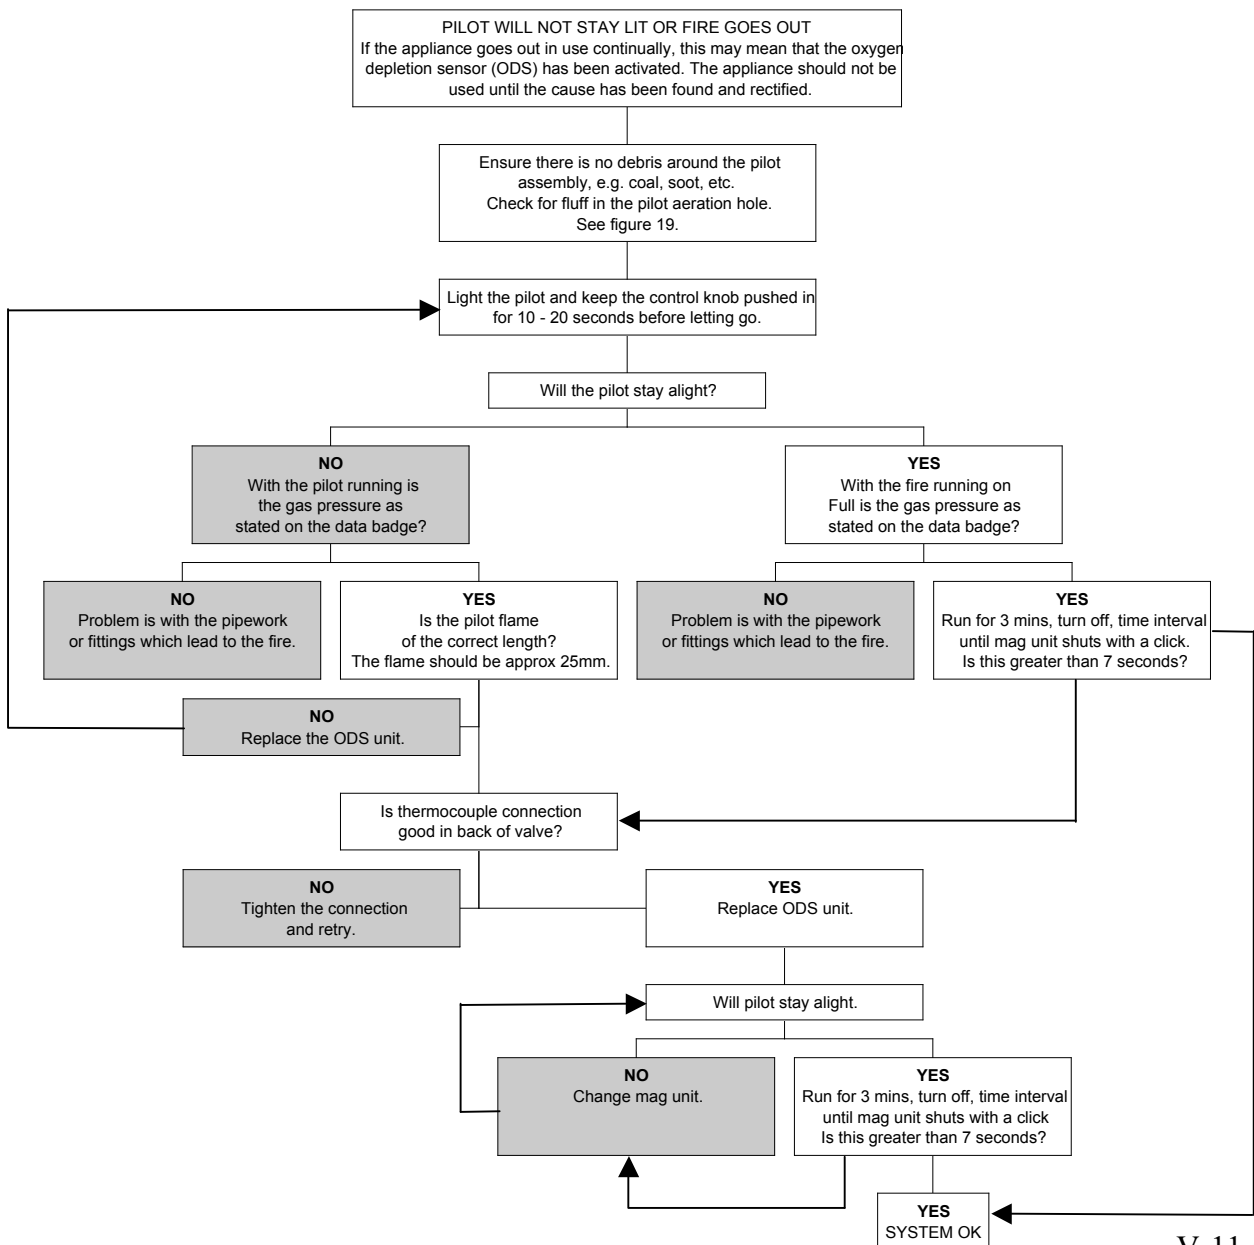 PILOT WILL NOT STAY LIT OR FIRE GOES OUT
If the appliance goes out in use continually, this may mean that the oxygen
depletion sensor (ODS) has been activated. The appliance should not be
used until the cause has been found and rectified.
Ensure there is no debris around the pilot
assembly, e.g. coal, soot, etc.
Check for fluff in the pilot aeration hole.
See figure 19.
Light the pilot and keep the control knob pushed in
for 10 - 20 seconds before letting go.
Will the pilot stay alight?
NO
With the pilot running is
the gas pressure as
stated on the data badge?
YES
With the fire running on
Full is the gas pressure as
stated on the data badge?
NO
Problem is with the pipework
or fittings which lead to the fire.
YES
Is the pilot flame
of the correct length?
The flame should be approx 25mm.
NO
Problem is with the pipework
or fittings which lead to the fire.
YES
Run for 3 mins, turn off, time interval
until mag unit shuts with a click.
Is this greater than 7 seconds?
NO
Replace the ODS unit.
Is thermocouple connection
good in back of valve?
NO
Tighten the connection
and retry.
YES
Replace ODS unit.
Will pilot stay alight.
NO
Change mag unit.
YES
Run for 3 mins, turn off, time interval
until mag unit shuts with a click
Is this greater than 7 seconds?
YES
SYSTEM OK